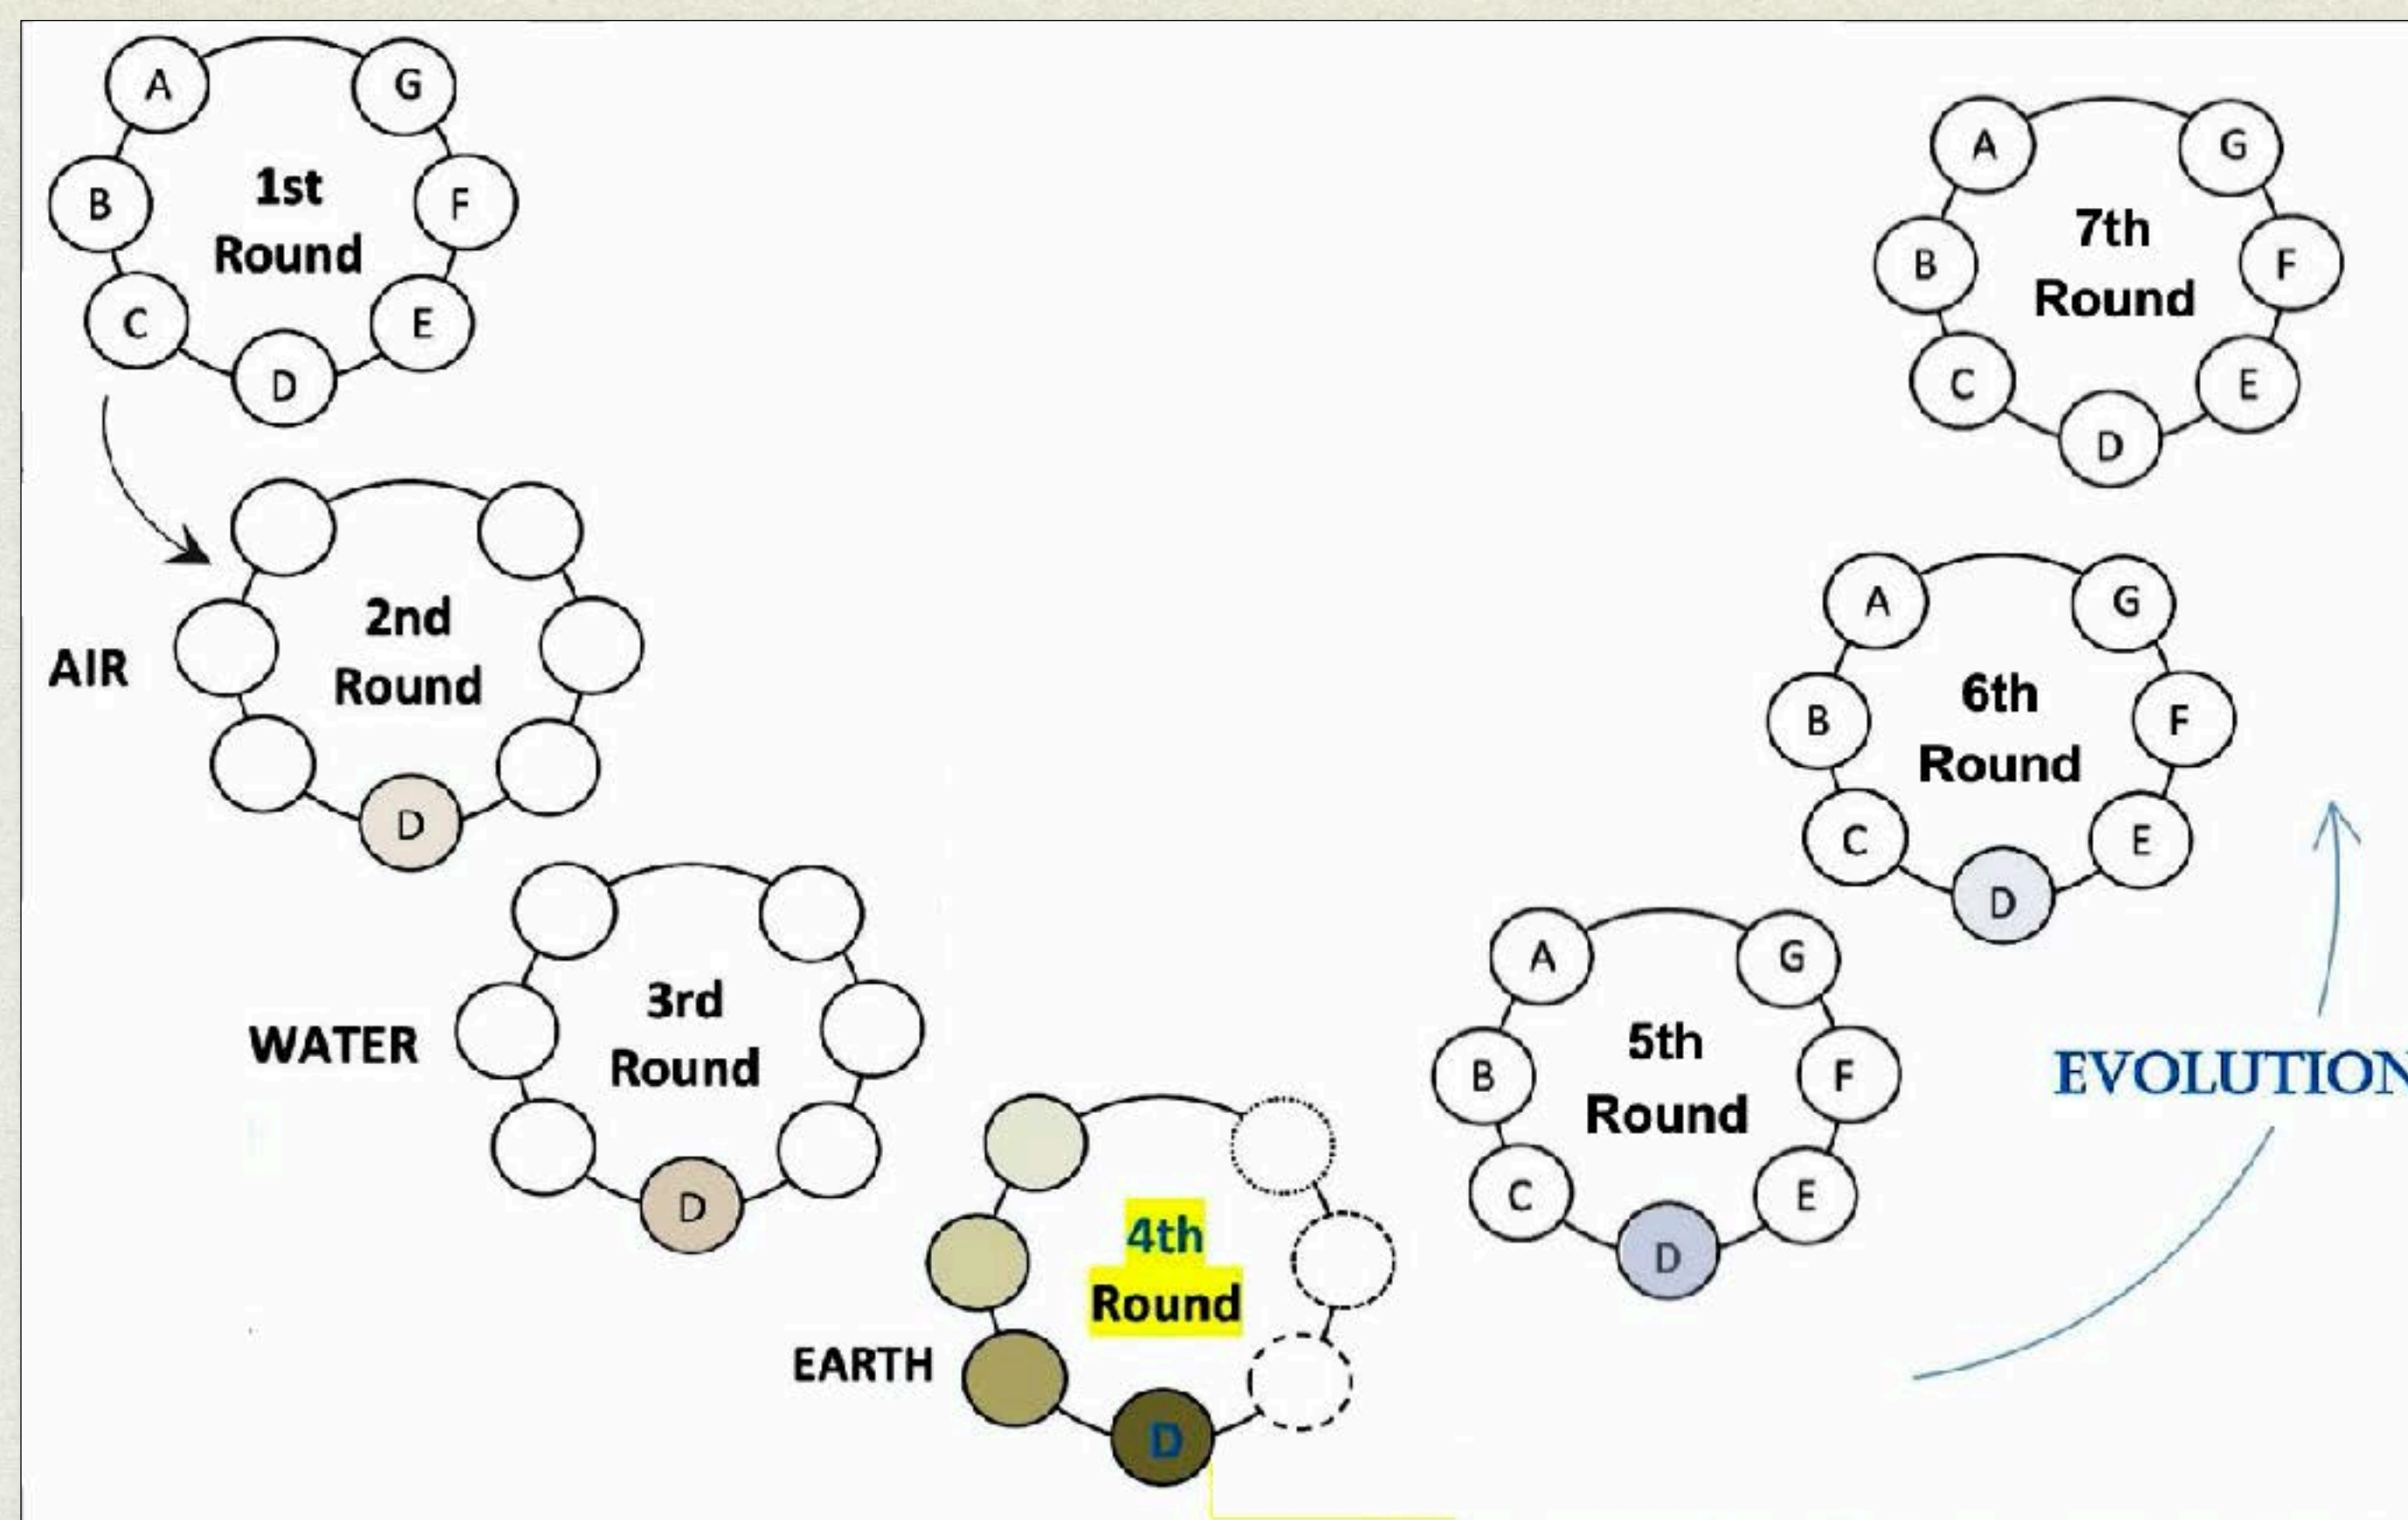 A
G
B
1st
Round
F
C
E
D
AIR
2nd
Round
D
WATER
3rd
Round
D
EARTH
4th
Round
D
A
G
B
5th
Round
F
C
E
D
A
G
B
6th
Round
F
C
E
D
A
G
B
7th
Round
F
C
E
D
EVOLUTION